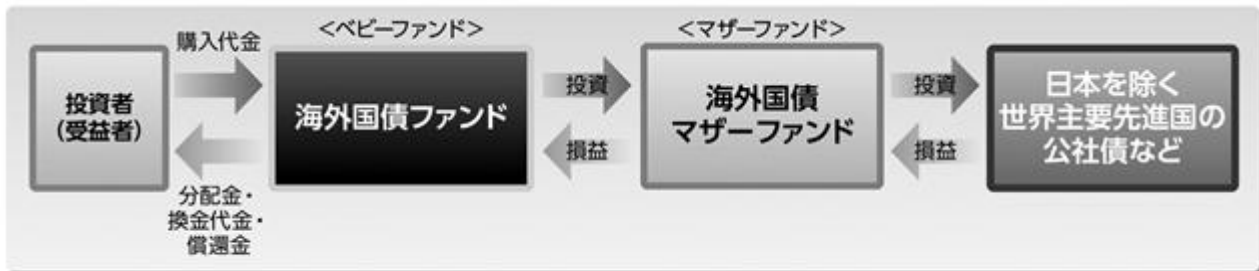 投資者
(受益者)
購入代金
分配金・
換金代金・
償還金
<ベビーファンド>
海外国債ファンド
投資
損益
<マザーファンド>
海外国債
マザーファンド
投資
損益
日本を除く
世界主要先進国の
公社債など